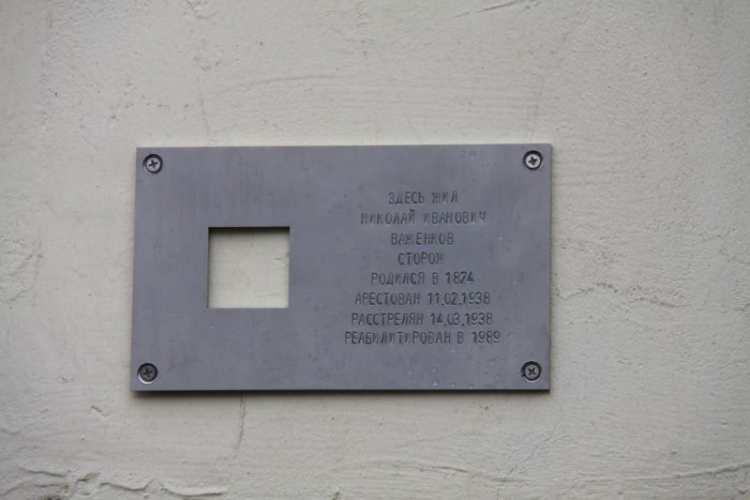 ЗДЕСЬ ЖИЛ
НИКОЛАЙ ИВАНОВИЧ
ВАЖЕНКОВ
СТОРОЖ
РОДИЛСЯ В 1874
АРЕСТОВАН 11.02.1938
РАССТРЕЛЯН 14.03.1938
РЕАБИЛИТИРОВАН В 1989